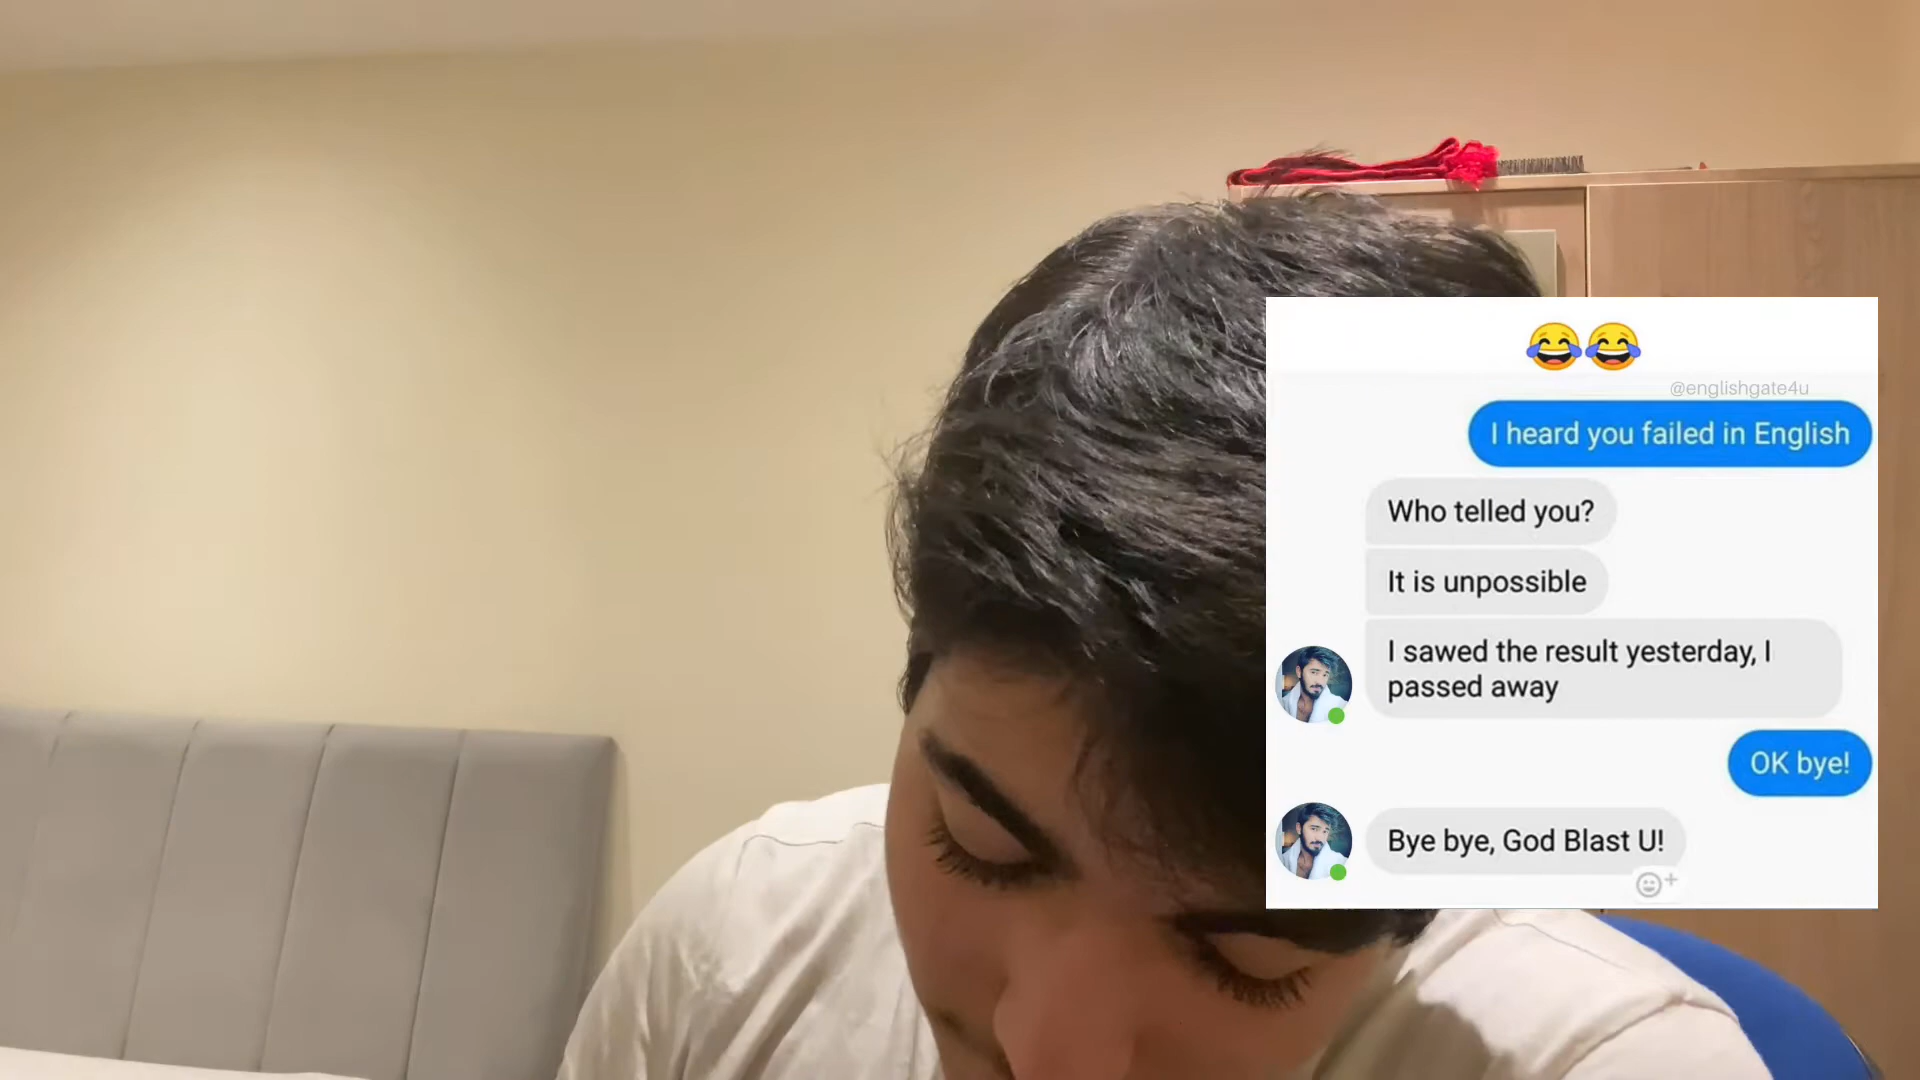 😂😂
@englishgate4u
I heard you failed in English
Who telled you?
It is unpossible
I sawed the result yesterday, I
passed away
OK bye!
Bye bye, God Blast U!